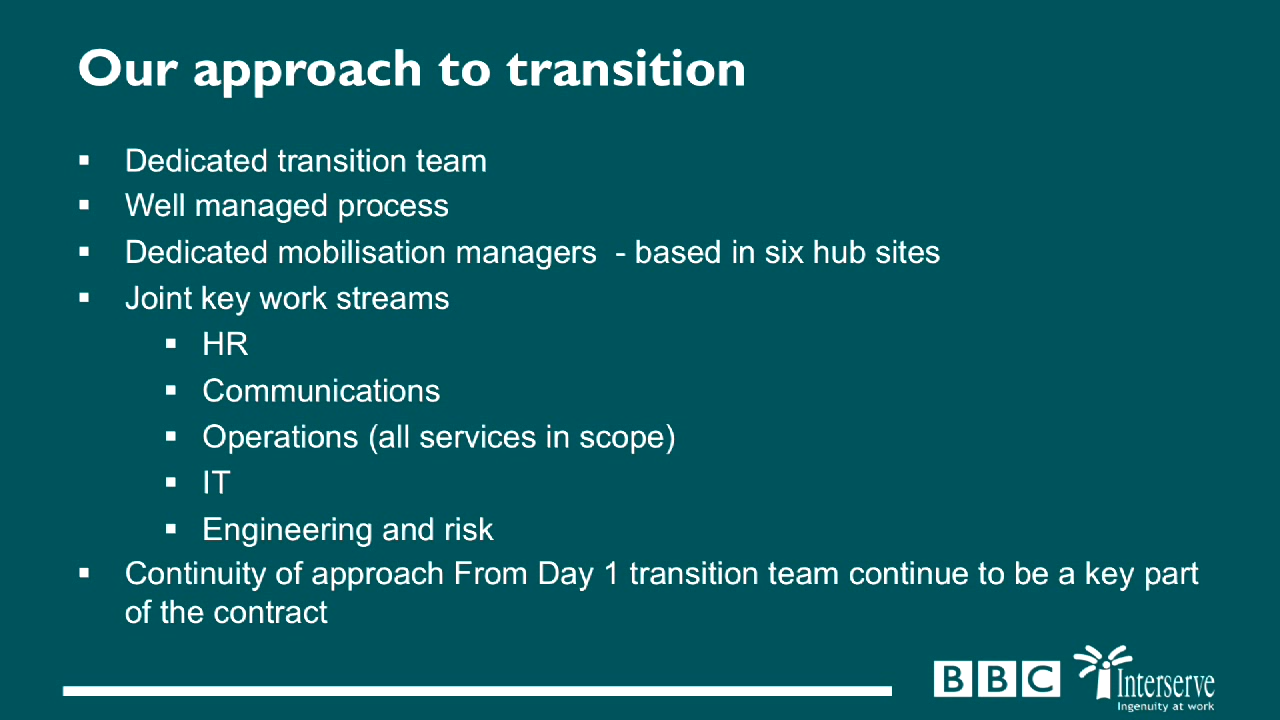 Our approach to transition
▪ Dedicated transition team
▪ Well managed process
▪ Dedicated mobilisation managers  - based in six hub sites
▪ Joint key work streams
▪ HR
▪ Communications
▪ Operations (all services in scope)
▪ IT
▪ Engineering and risk
▪ Continuity of approach From Day 1 transition team continue to be a key part
of the contract
BBC
Interserve
Ingenuity at work